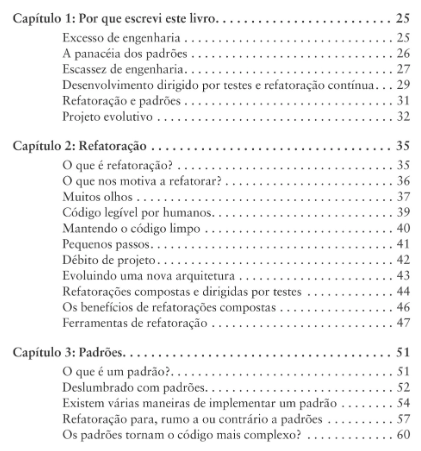 Capítulo 1: Por que escrevi este livro. . . . . . . . . . . . . . . . . . . . . . . . . 25
Excesso de engenharia . . . . . . . . . . . . . . . . . . . . . . . . . . . . 25
A panacéia dos padrões . . . . . . . . . . . . . . . . . . . . . . . . . . . 26
Escassez de engenharia. . . . . . . . . . . . . . . . . . . . . . . . . . . . 27
Desenvolvimento dirigido por testes e refatoração contínua. . . 29
Refatoração e padrões . . . . . . . . . . . . . . . . . . . . . . . . . . . . 31
Projeto evolutivo . . . . . . . . . . . . . . . . . . . . . . . . . . . . . . . . 32
Capítulo 2: Refatoração . . . . . . . . . . . . . . . . . . . . . . . . . . . . . . . . . . 35
O que é refatoração? . . . . . . . . . . . . . . . . . . . . . . . . . . . . . 35
O que nos motiva a refatorar? . . . . . . . . . . . . . . . . . . . . . . . 36
Muitos olhos . . . . . . . . . . . . . . . . . . . . . . . . . . . . . . . . . . . 37
Código legível por humanos. . . . . . . . . . . . . . . . . . . . . . . . 39
Mantendo o código limpo . . . . . . . . . . . . . . . . . . . . . . . . . 40
Pequenos passos. . . . . . . . . . . . . . . . . . . . . . . . . . . . . . . . . 41
Débito de projeto. . . . . . . . . . . . . . . . . . . . . . . . . . . . . . . . 42
Evoluindo uma nova arquitetura . . . . . . . . . . . . . . . . . . . . . 43
Refatorações compostas e dirigidas por testes . . . . . . . . . . . . 44
Os benefícios de refatorações compostas . . . . . . . . . . . . . . . 46
Ferramentas de refatoração . . . . . . . . . . . . . . . . . . . . . . . . 47
Capítulo 3: Padrões. . . . . . . . . . . . . . . . . . . . . . . . . . . . . . . . . . . . . . 51
O que é um padrão?. . . . . . . . . . . . . . . . . . . . . . . . . . . . . . 51
Deslumbrado com padrões. . . . . . . . . . . . . . . . . . . . . . . . . 52
Existem várias maneiras de implementar um padrão . . . . . . . 54
Refatoração para, rumo a ou contrário a padrões . . . . . . . . . 57
Os padrões tornam o código mais complexo? . . . . . . . . . . . . 60